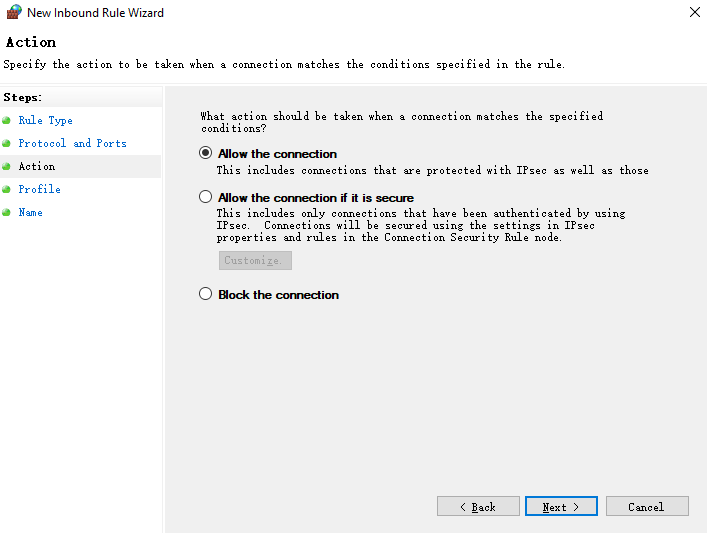 New Inbound Rule Wizard
Action
Specify the action to be taken when a connection matches the conditions specified in the rule.
Steps:
Rule Type
Protocol and Ports
Action
Profile
Name
What action should be taken when a connection matches the specified
conditions?
Allow the connection
This includes connections that are protected with IPsec as well as those
Allow the connection if it is secure
This includes only connections that have been authenticated by using
IPsec. Connections will be secured using the settings in IPsec
properties and rules in the Connection Security Rule node.
Customize.
Block the connection
< Back
Next >
Cancel